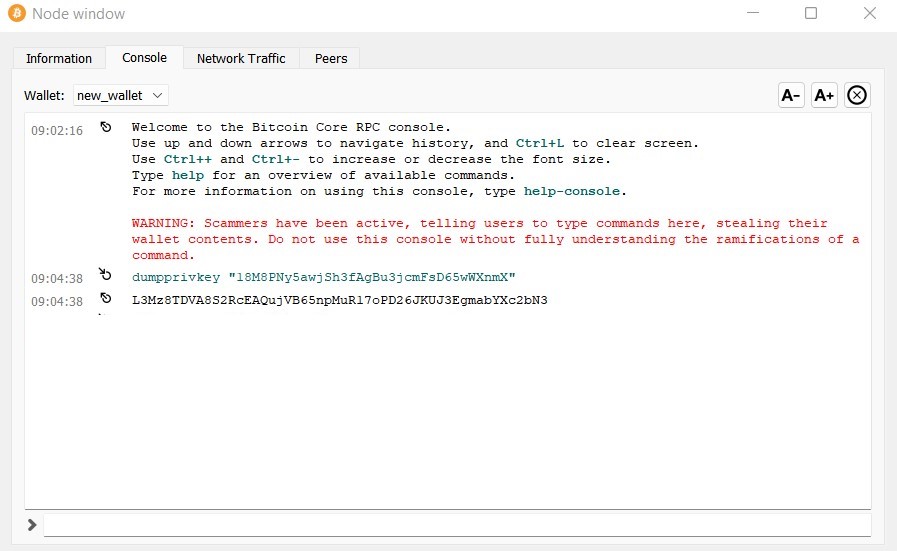 Node window
Information Console Network Traffic Peers
Wallet: new_wallet A- A+
09:02:16 Welcome to the Bitcoin Core RPC console.
Use up and down arrows to navigate history, and Ctrl+L to clear screen.
Use Ctrl++ and Ctrl+- to increase or decrease the font size.
Type help for an overview of available commands.
For more information on using this console, type help-console.
WARNING: Scammers have been active, telling users to type commands here, stealing their
wallet contents. Do not use this console without fully understanding the ramifications of a
command.
09:04:38 dumpprivkey "18M8PNy5awjSh3fAgBu3jcmFsD65wWXnmX"
09:04:38 L3Mz8TDVA8S2RcEAQujVB65npMuR17oPD26JKUJ3EgmabYXc2bN3